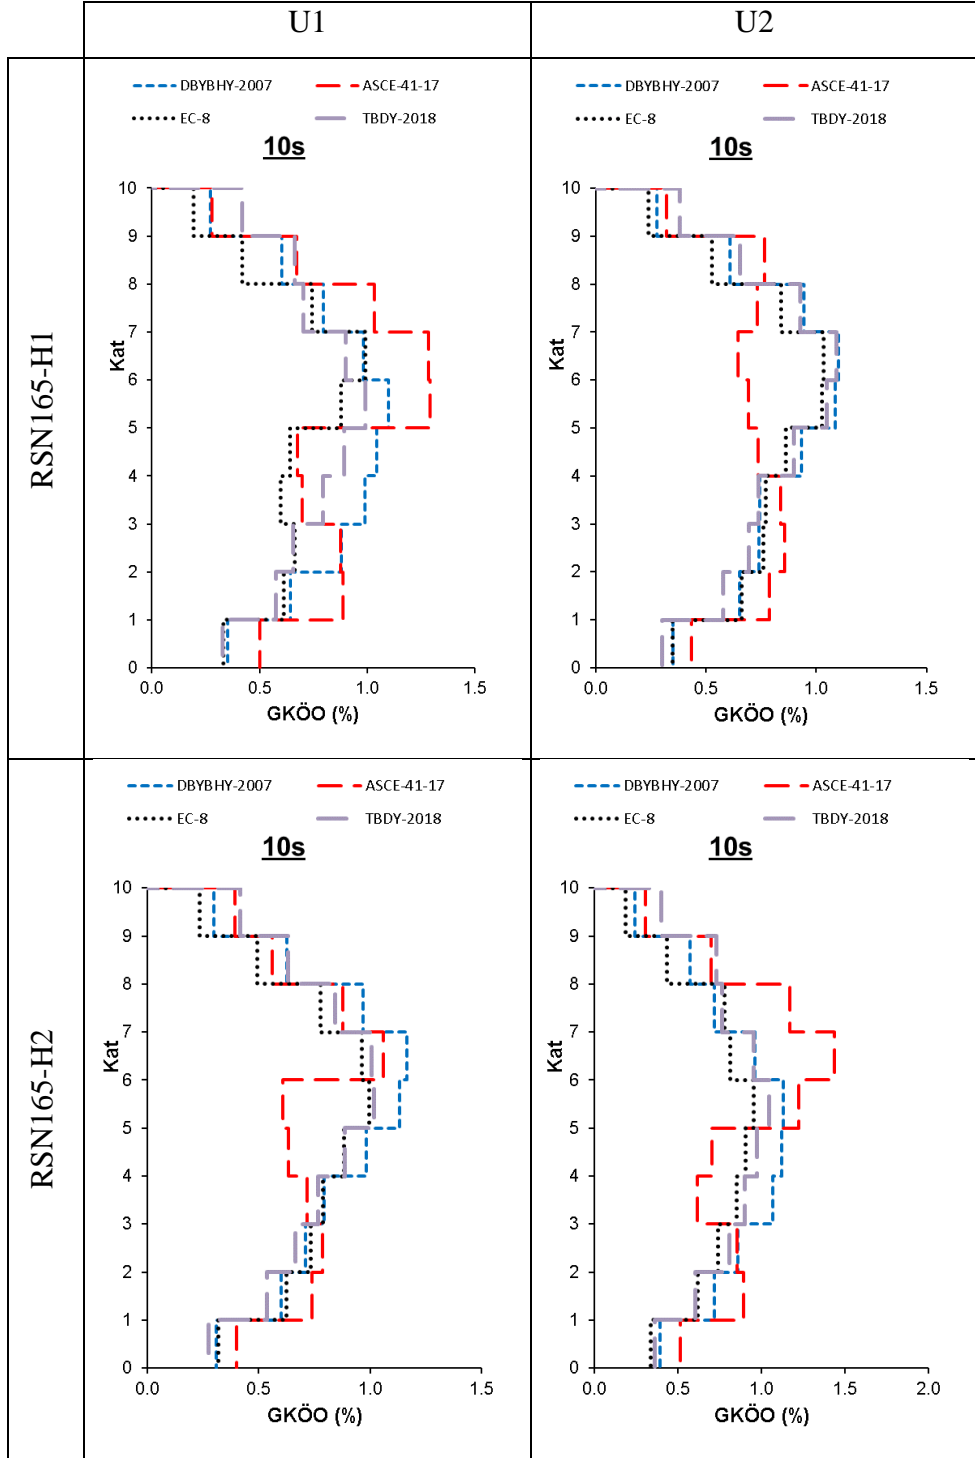 U1
U2
RSN165-H1
DBYBHY-2007
ASCE-41-17
EC-8
TBDY-2018
10s
10
9
8
7
6
5
4
3
2
1
0
Kat
0.0 0.5 1.0 1.5
GKÖO (%)
DBYBHY-2007
ASCE-41-17
EC-8
TBDY-2018
10s
10
9
8
7
6
5
4
3
2
1
0
Kat
0.0 0.5 1.0 1.5
GKÖO (%)
RSN165-H2
DBYBHY-2007
ASCE-41-17
EC-8
TBDY-2018
10s
10
9
8
7
6
5
4
3
2
1
0
Kat
0.0 0.5 1.0 1.5
GKÖO (%)
DBYBHY-2007
ASCE-41-17
EC-8
TBDY-2018
10s
10
9
8
7
6
5
4
3
2
1
0
Kat
0.0 0.5 1.0 1.5 2.0
GKÖO (%)